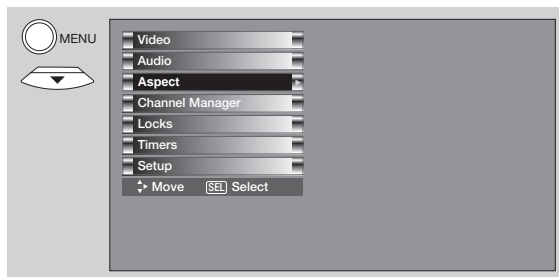 MENU
Video
Audio
Aspect
Channel Manager
Locks
Timers
Setup
Move SEL Select